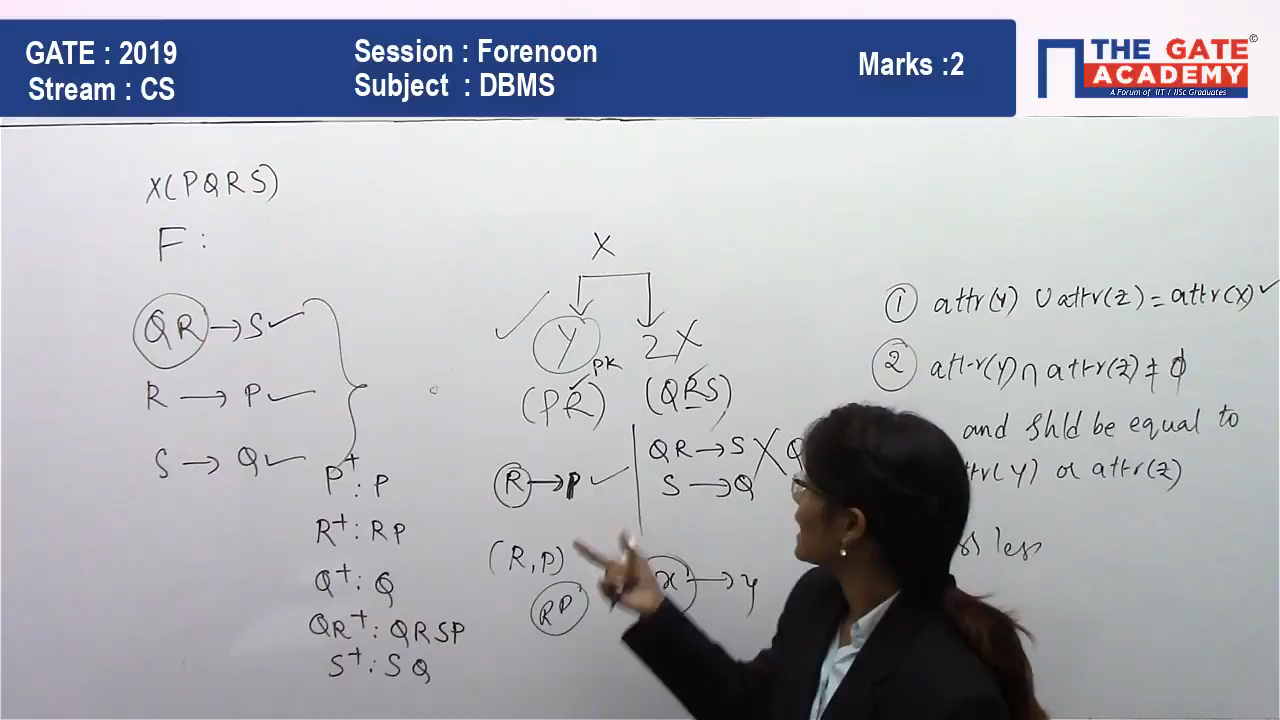 GATE : 2019
Stream : CS
Session : Forenoon
Subject : DBMS
Marks :2
THE GATE
ACADEMY
A Forum of IIT / IISc Graduates
©
X(PQRS)
F :
QR → S ✓
R → P ✓
S → Q ✓
P+ : P
R+ : RP
Q+ : Q
QR+ : QRSP
S+ : SQ
X
✓ Y Z X
PK
(PR) (QRS)
R → P ✓
QR → S
S → Q
(R,P)
RP
x → y
① attr(Y) ∪ attr(Z) = attr(X) ✓
② attr(Y) ∩ attr(Z) ≠ ϕ
and Shld be equal to
attr(Y) or attr(Z)
less